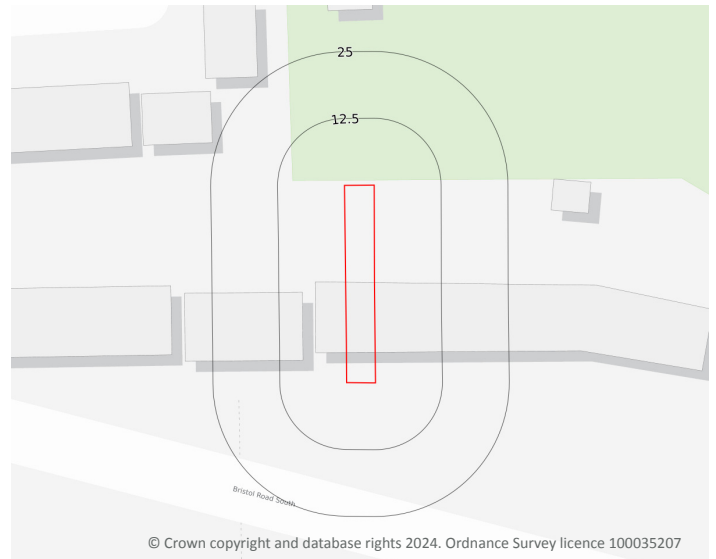 25
12.5
Bristol Road South
© Crown copyright and database rights 2024. Ordnance Survey licence 100035207